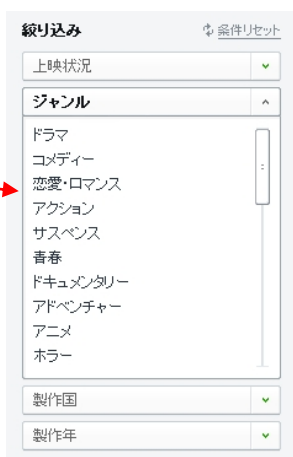 絞り込み 条件リセット
上映状況
ジャンル
ドラマ
コメディー
恋愛・ロマンス
アクション
サスペンス
青春
ドキュメンタリー
アドベンチャー
アニメ
ホラー
製作国
製作年